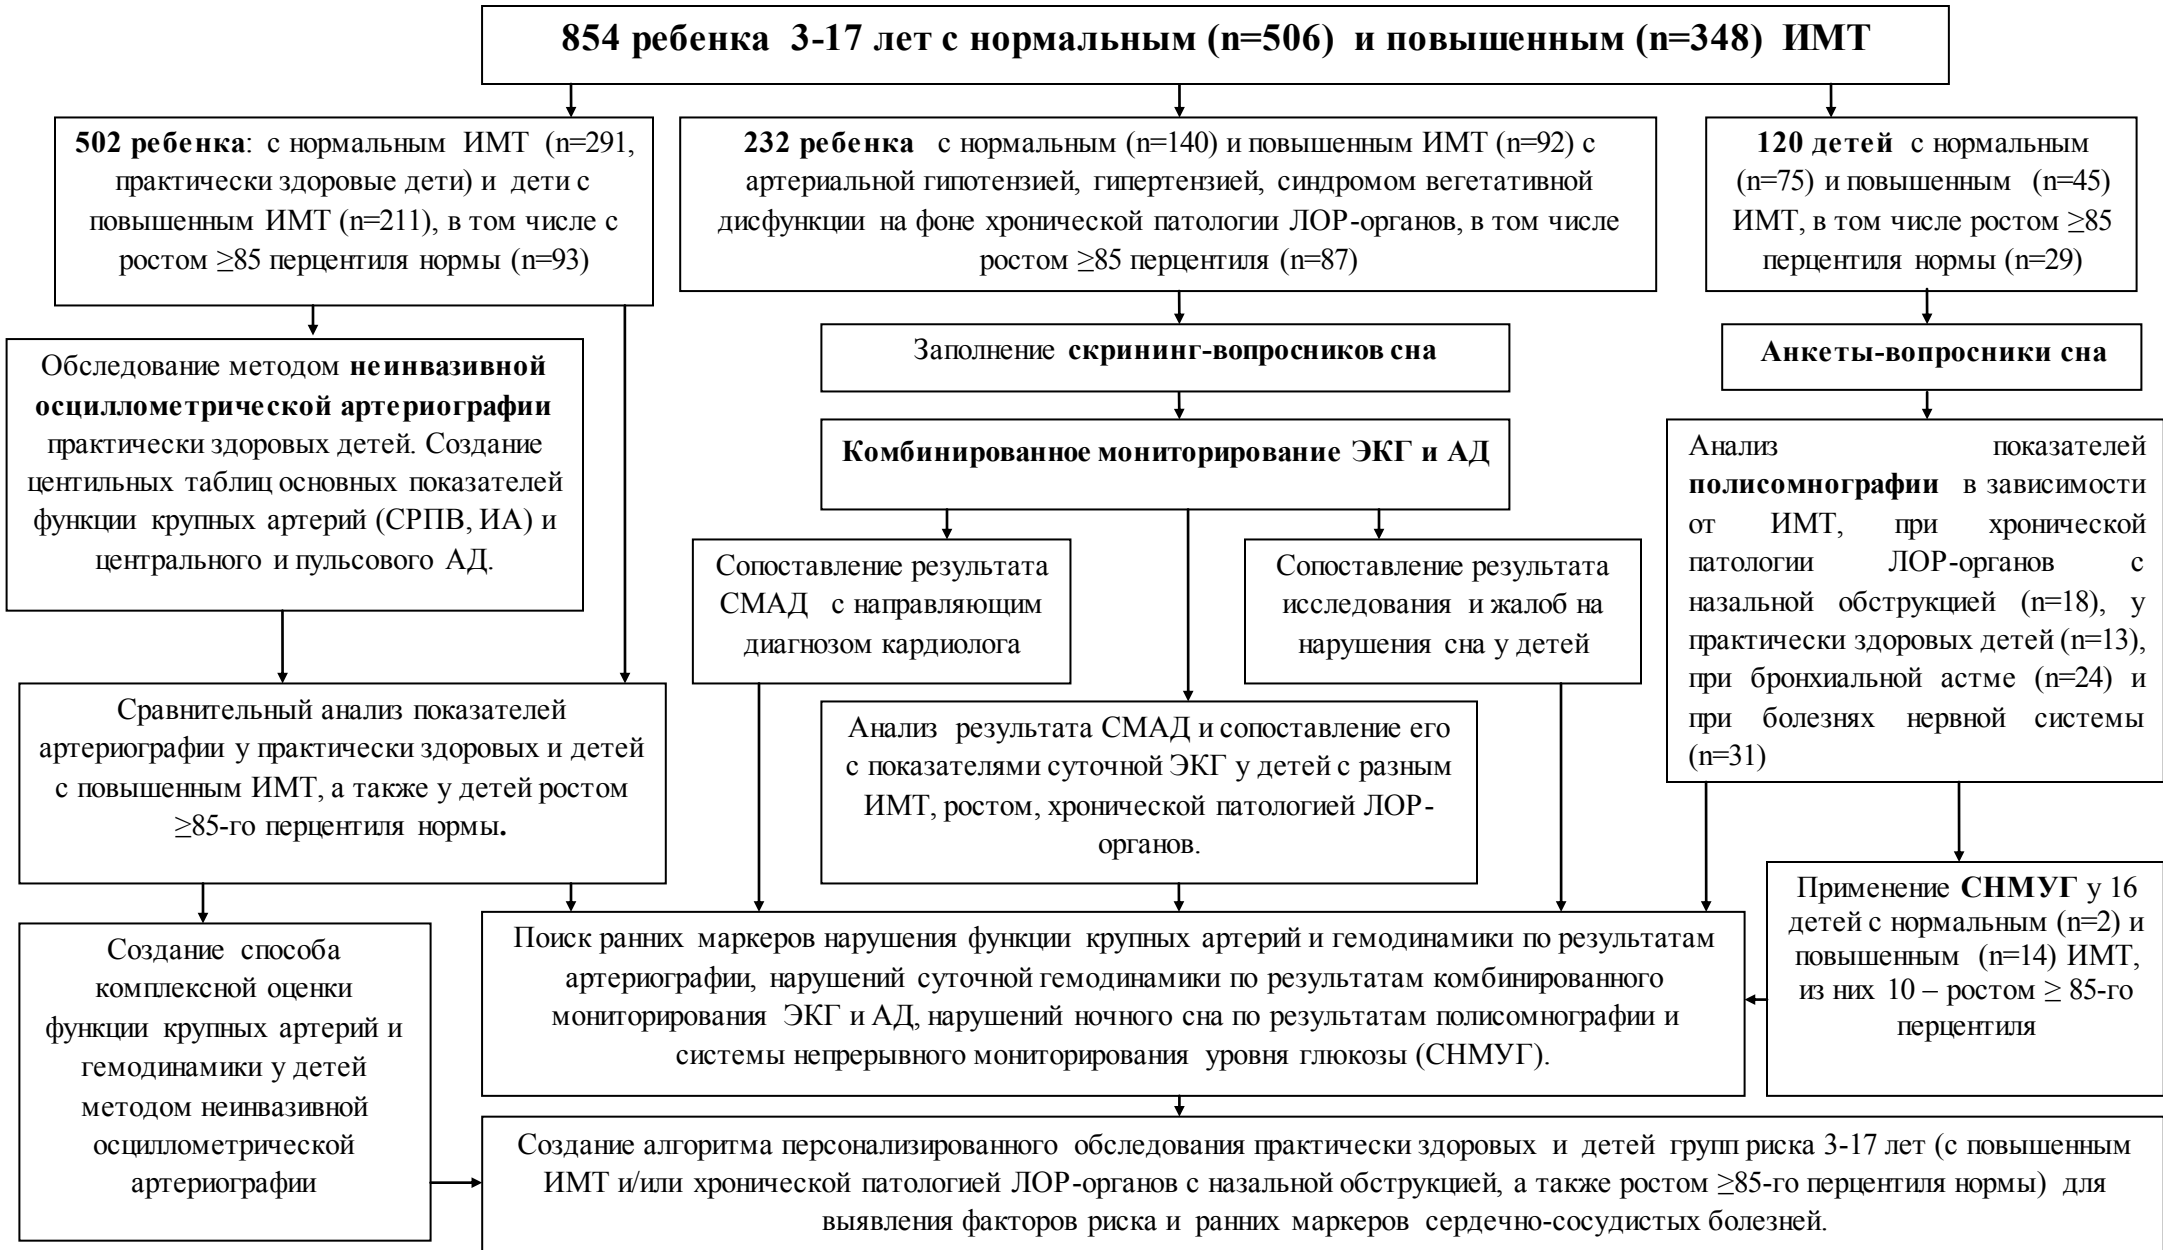 854 ребенка 3-17 лет с нормальным (n=506) и повышенным (n=348) ИМТ
502 ребенка: с нормальным ИМТ (n=291,
практически здоровые дети) и дети с
повышенным ИМТ (n=211), в том числе с
ростом ≥85 перцентиля нормы (n=93)
232 ребенка с нормальным (n=140) и повышенным ИМТ (n=92) с
артериальной гипотензией, гипертензией, синдромом вегетативной
дисфункции на фоне хронической патологии ЛОР-органов, в том числе
ростом ≥85 перцентиля (n=87)
120 детей с нормальным
(n=75) и повышенным (n=45)
ИМТ, в том числе ростом ≥85
перцентиля нормы (n=29)
Обследование методом неинвазивной
осциллометрической артериографии
практически здоровых детей. Создание
центильных таблиц основных показателей
функции крупных артерий (СРПВ, ИА) и
центрального и пульсового АД.
Заполнение скрининг-вопросников сна
Анкеты-вопросники сна
Комбинированное мониторирование ЭКГ и АД
Анализ показателей
полисомнографии в зависимости
от ИМТ, при хронической
патологии ЛОР-органов с
назальной обструкцией (n=18), у
практически здоровых детей (n=13),
при бронхиальной астме (n=24) и
при болезнях нервной системы
(n=31)
Сопоставление результата
СМАД с направляющим
диагнозом кардиолога
Сопоставление результата
исследования и жалоб на
нарушения сна у детей
Сравнительный анализ показателей
артериографии у практически здоровых и детей
с повышенным ИМТ, а также у детей ростом
≥85-го перцентиля нормы.
Анализ результата СМАД и сопоставление его
с показателями суточной ЭКГ у детей с разным
ИМТ, ростом, хронической патологией ЛОР-
органов.
Применение СНМУГ у 16
детей с нормальным (n=2) и
повышенным (n=14) ИМТ,
из них 10 – ростом ≥ 85-го
перцентиля
Создание способа
комплексной оценки
функции крупных артерий и
гемодинамики у детей
методом неинвазивной
осциллометрической
артериографии
Поиск ранних маркеров нарушения функции крупных артерий и гемодинамики по результатам
артериографии, нарушений суточной гемодинамики по результатам комбинированного
мониторирования ЭКГ и АД, нарушений ночного сна по результатам полисомнографии и
системы непрерывного мониторирования уровня глюкозы (СНМУГ).
Создание алгоритма персонализированного обследования практически здоровых и детей групп риска 3-17 лет (с повышенным
ИМТ и/или хронической патологией ЛОР-органов с назальной обструкцией, а также ростом ≥85-го перцентиля нормы) для
выявления факторов риска и ранних маркеров сердечно-сосудистых болезней.